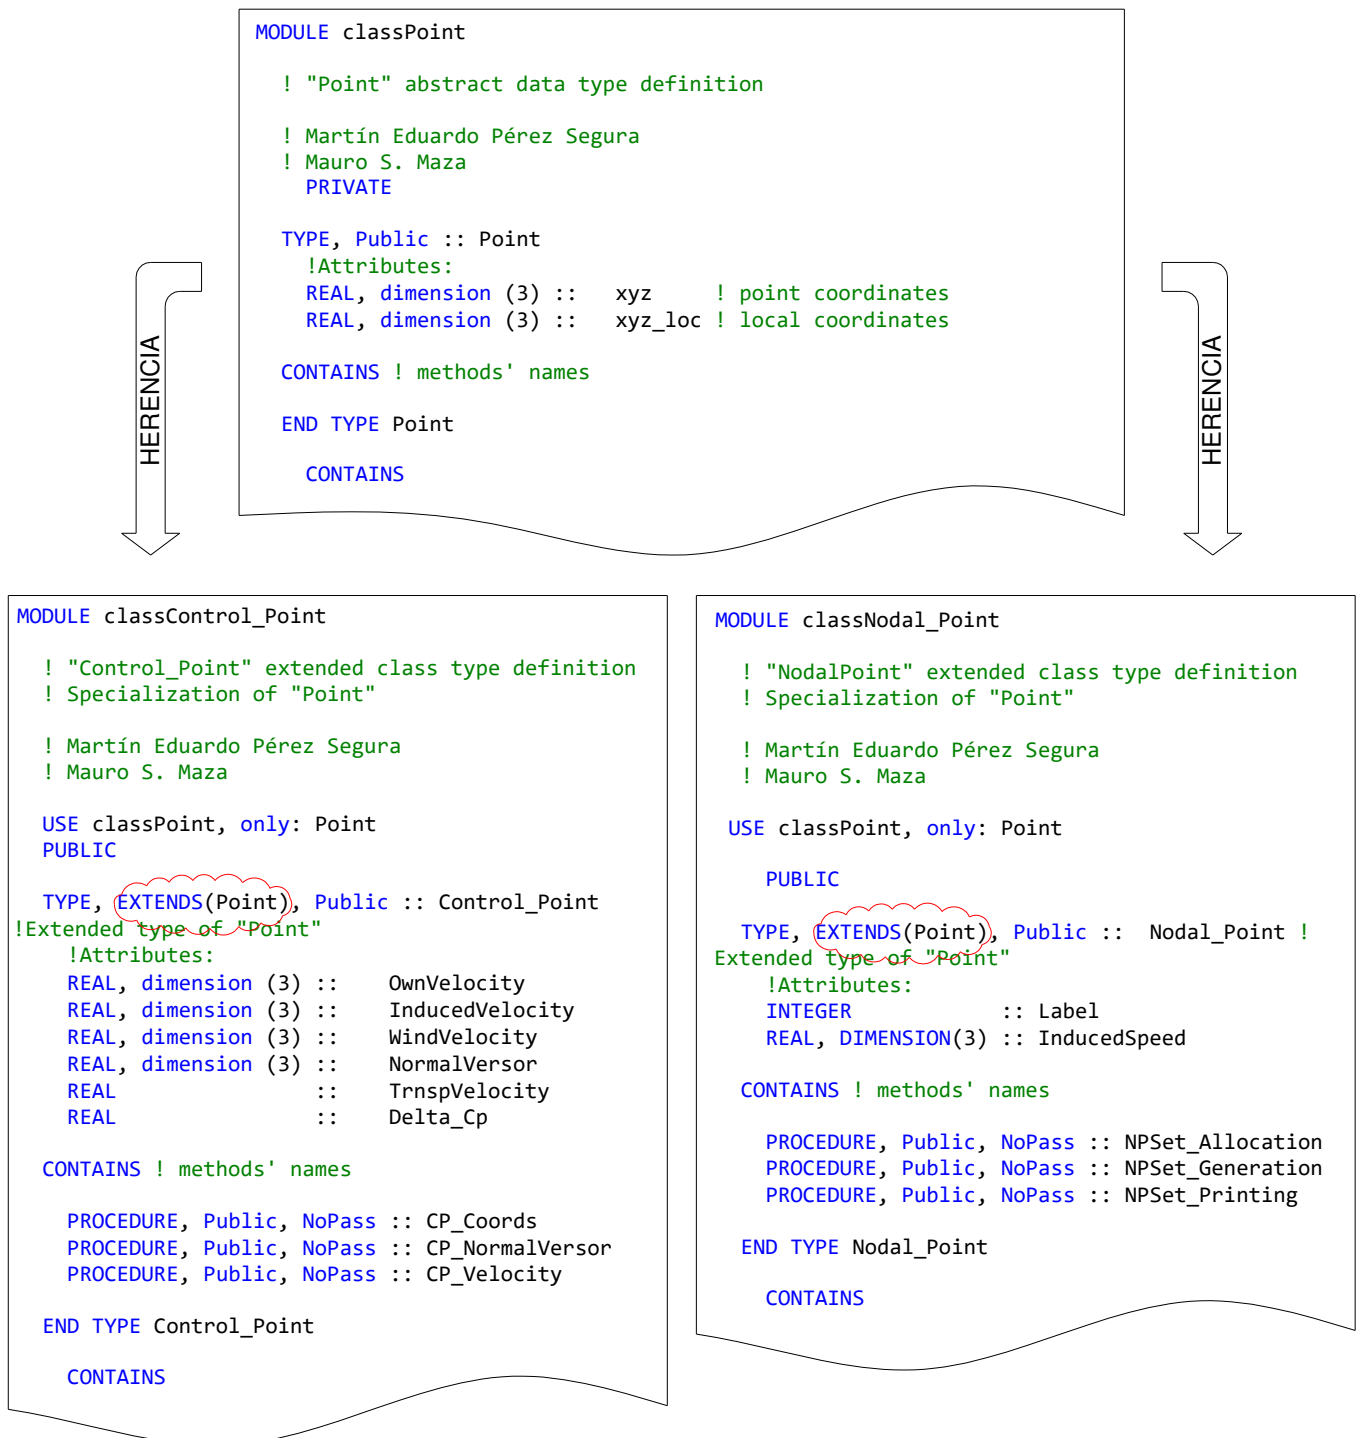 MODULE classPoint
! "Point" abstract data type definition
! Martín Eduardo Pérez Segura
! Mauro S. Maza
PRIVATE
TYPE, Public :: Point
!Attributes:
REAL, dimension (3) :: xyz ! point coordinates
REAL, dimension (3) :: xyz_loc ! local coordinates
CONTAINS ! methods' names
END TYPE Point
CONTAINS
HERENCIA
HERENCIA
MODULE classControl_Point
! "Control_Point" extended class type definition
! Specialization of "Point"
! Martín Eduardo Pérez Segura
! Mauro S. Maza
USE classPoint, only: Point
PUBLIC
TYPE, EXTENDS(Point), Public :: Control_Point
!Extended type of "Point"
!Attributes:
REAL, dimension (3) :: OwnVelocity
REAL, dimension (3) :: InducedVelocity
REAL, dimension (3) :: WindVelocity
REAL, dimension (3) :: NormalVersor
REAL :: TrnspVelocity
REAL :: Delta_Cp
CONTAINS ! methods' names
PROCEDURE, Public, NoPass :: CP_Coords
PROCEDURE, Public, NoPass :: CP_NormalVersor
PROCEDURE, Public, NoPass :: CP_Velocity
END TYPE Control_Point
CONTAINS
MODULE classNodal_Point
! "NodalPoint" extended class type definition
! Specialization of "Point"
! Martín Eduardo Pérez Segura
! Mauro S. Maza
USE classPoint, only: Point
PUBLIC
TYPE, EXTENDS(Point), Public :: Nodal_Point !
Extended type of "Point"
!Attributes:
INTEGER :: Label
REAL, DIMENSION(3) :: InducedSpeed
CONTAINS ! methods' names
PROCEDURE, Public, NoPass :: NPSet_Allocation
PROCEDURE, Public, NoPass :: NPSet_Generation
PROCEDURE, Public, NoPass :: NPSet_Printing
END TYPE Nodal_Point
CONTAINS